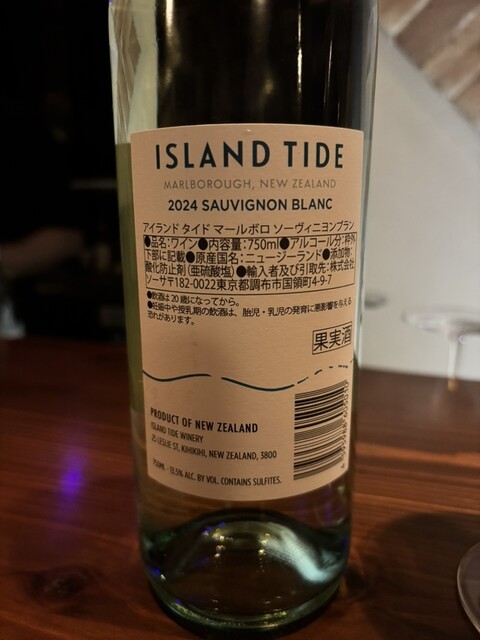 ISLAND TIDE
MARLBOROUGH, NEW ZEALAND
2024 SAUVIGNON BLANC
アイランド タイド マールボロ ソーヴィニヨンブラン
●品名:ワイン●内容量:750ml●アルコール分:枠外
下部に記載●原産国名:ニュージーランド●添加物:
酸化防止剤(亜硫酸塩)●輸入者及び引取先:株式会社
ソーサ〒182-0022東京都調布市国領町4-9-7
●飲酒は20歳になってから。
●妊娠中や授乳期の飲酒は、胎児・乳児の発育に悪影響を与える
恐れがあります。
果実酒
PRODUCT OF NEW ZEALAND
ISLAND TIDE WINERY
25 LESLIE ST, KIHIKIHI, NEW ZEALAND, 3800
750ML · 13.5% ALC. BY VOL. CONTAINS SULFITES.